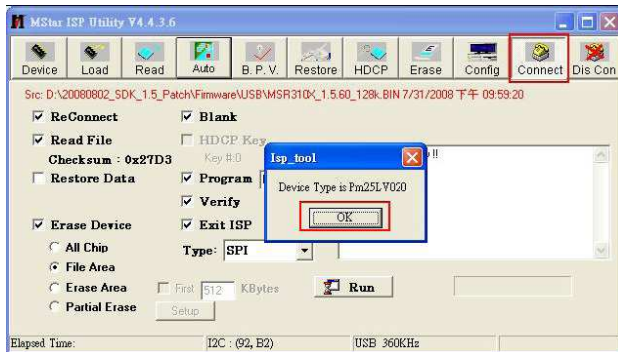 MStar ISP Utility V4.4.3.6
Device Load Read Auto B. P. V. Restore HDCP Erase Config Connect Dis Con
Src: D:\20080802_SDK_1.5_Patch\Firmware\USB\MSR310X_1.5.60_128k.BIN 7/31/2008 下午 09:59:20
ReConnect Blank
Read File HDCP Key
Checksum : 0x27D3 Key #:0
Isp_tool
!!
Restore Data Program
Device Type is Pm25LV020
Verify
OK
Erase Device Exit ISP
All Chip Type: SPI
File Area
Erase Area First 512 KBytes Run
Partial Erase Setup
Elapsed Time: I2C : (92, B2) USB 360KHz